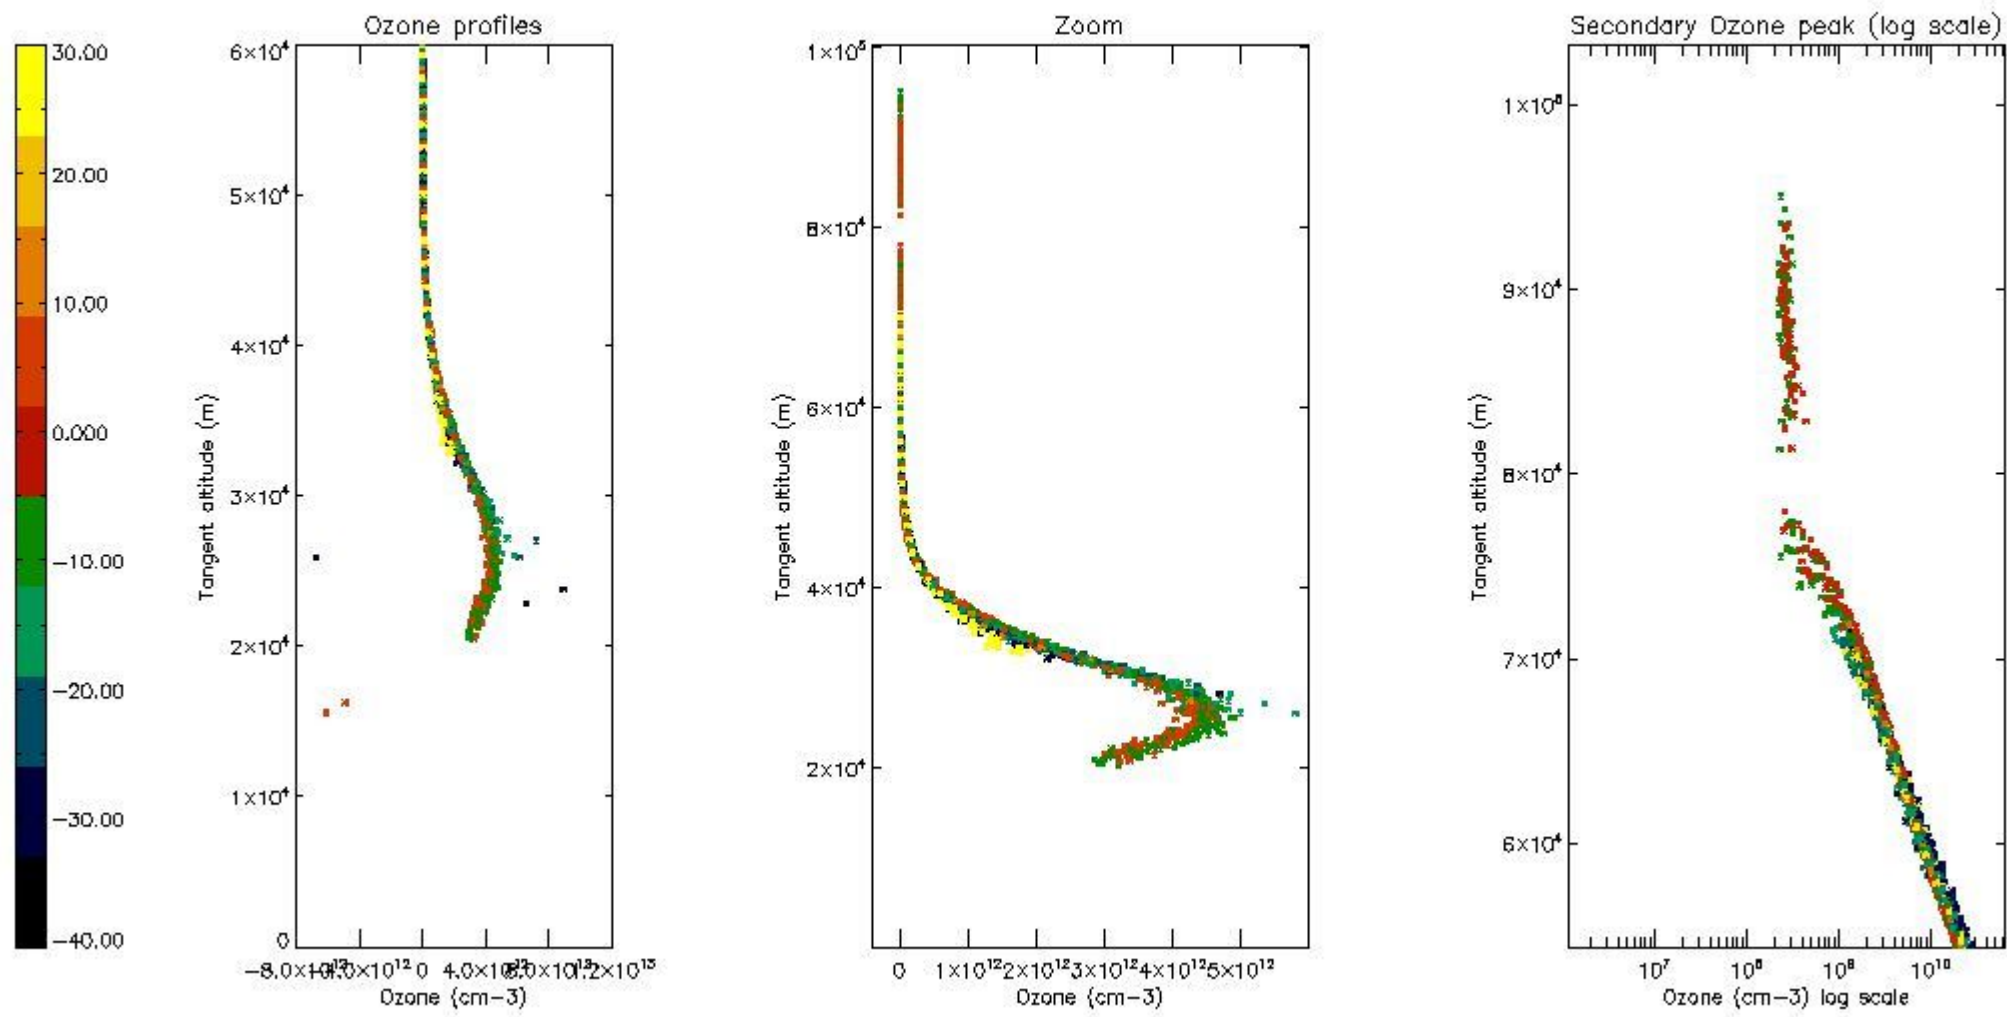 Ozone profiles
Zoom
Secondary Ozone peak (log scale)
30.00
20.00
10.00
0.000
−10.00
−20.00
−30.00
−40.00
6×10⁴
5×10⁴
4×10⁴
3×10⁴
2×10⁴
1×10⁴
0
Tangent altitude (m)
0
Ozone (cm−3)
1×10⁵
8×10⁴
6×10⁴
4×10⁴
2×10⁴
Tangent altitude (m)
0 1×10¹² 2×10¹² 3×10¹² 4×10¹² 5×10¹²
Ozone (cm−3)
9×10⁴
8×10⁴
7×10⁴
6×10⁴
Tangent altitude (m)
10⁷ 10¹⁰
Ozone (cm−3) log scale